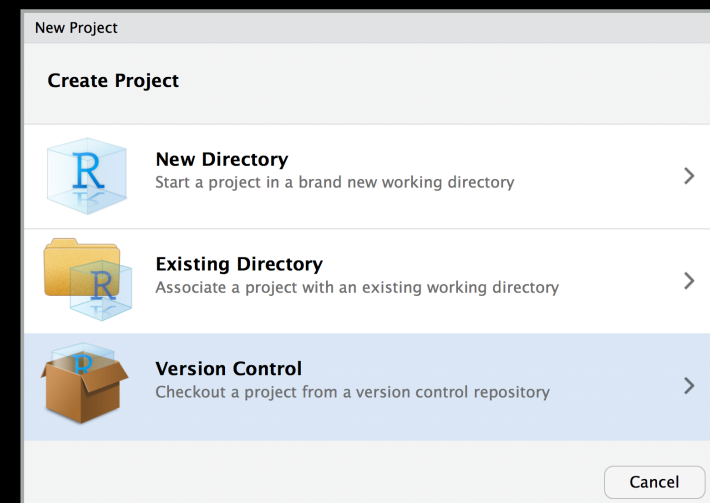 New Project
Create Project
New Directory
Start a project in a brand new working directory
Existing Directory
Associate a project with an existing working directory
Version Control
Checkout a project from a version control repository
Cancel